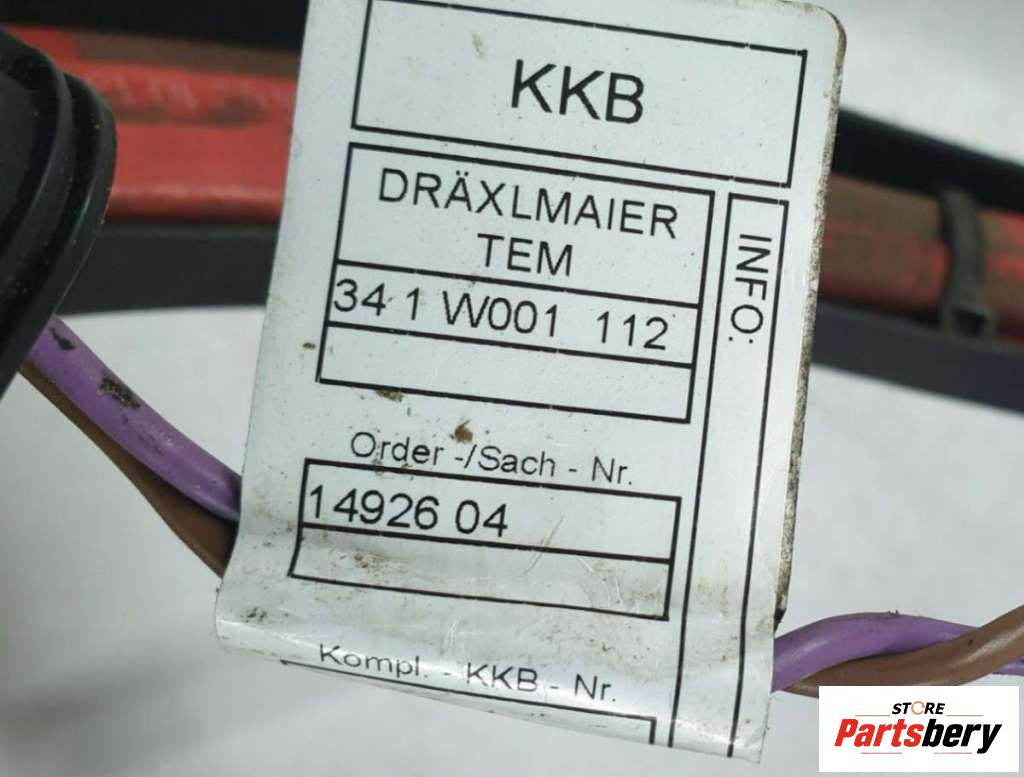 KKB
DRÄXLMAIER
TEM
34 1 W001 112
INFO:
Order -/Sach - Nr.
14926 04
Kompl. - KKB - Nr.
STORE
Partsbery